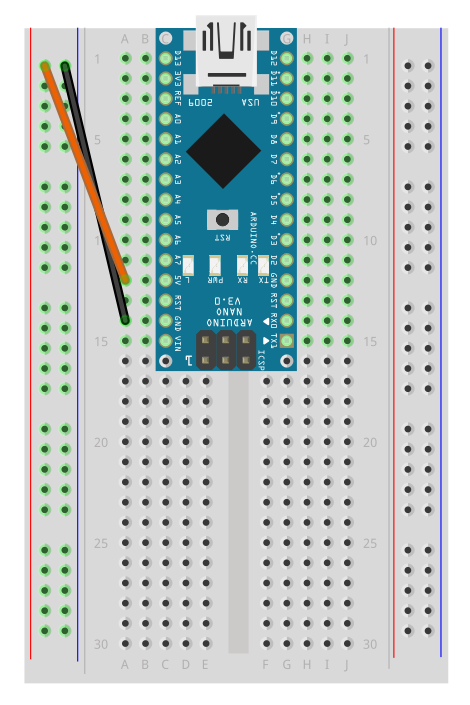 A B C G H I J
1 1
5 5
10 10
15 15
20 20
25 25
30 30
A B C D E F G H I J
D13
3V3
REF
A0
A1
A2
A3
A4
A5
A6
A7
5V
RST
GND
VIN
D12
D11
D10
D9
D8
D7
D6
D5
D4
D3
D2
GND
RST
RX0
TX1
USA
2009
RST
ARDUINO.CC
TX RX PWR L
ARDUINO
NANO
V3.0
ICSP
1